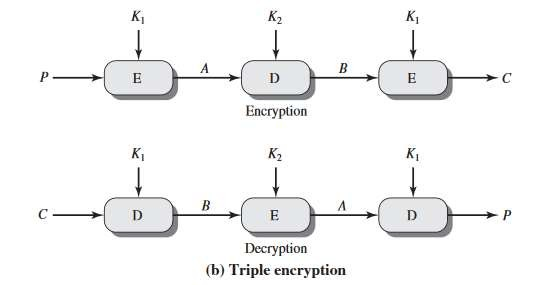 K₁ K₂ K₁
P E A D B E C
Encryption
K₁ K₂ K₁
C D B E A D P
Decryption
(b) Triple encryption